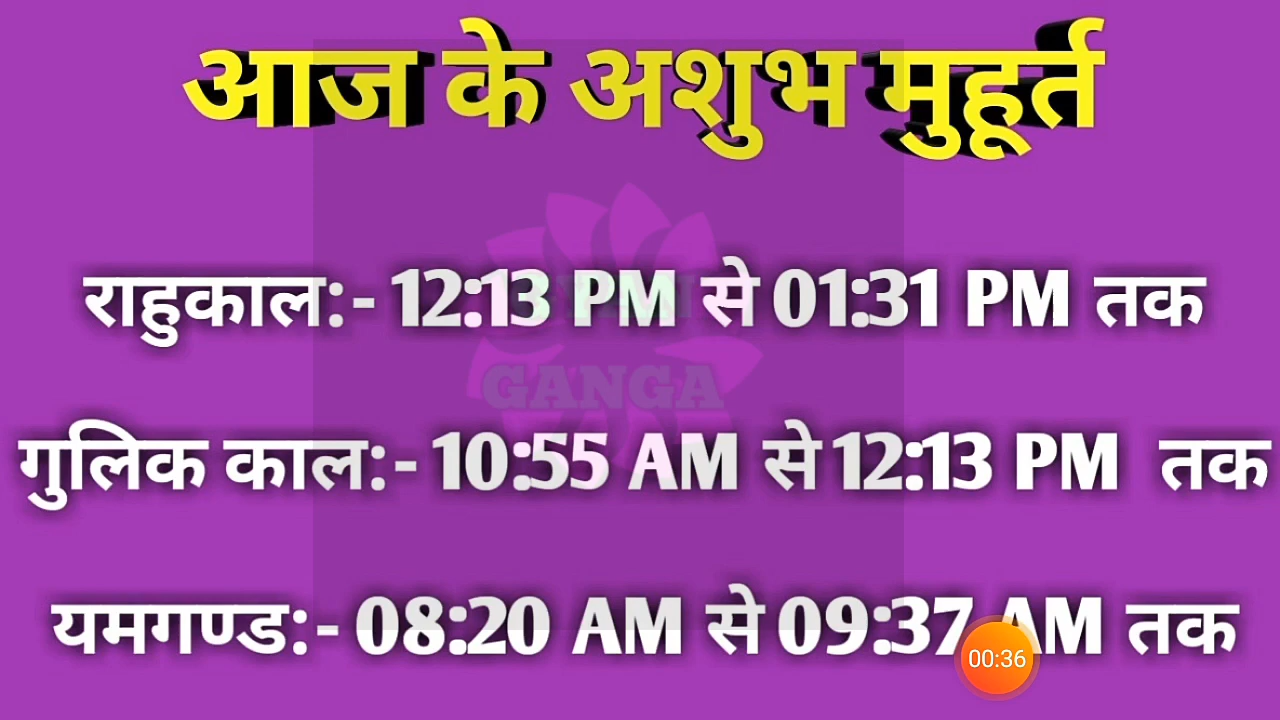 आज के अशुभ मुहूर्त
राहुकाल:- 12:13 PM से 01:31 PM तक
GANGA
गुलिक काल:- 10:55 AM से 12:13 PM तक
यमगण्ड:- 08:20 AM से 09:37 AM तक
00:36